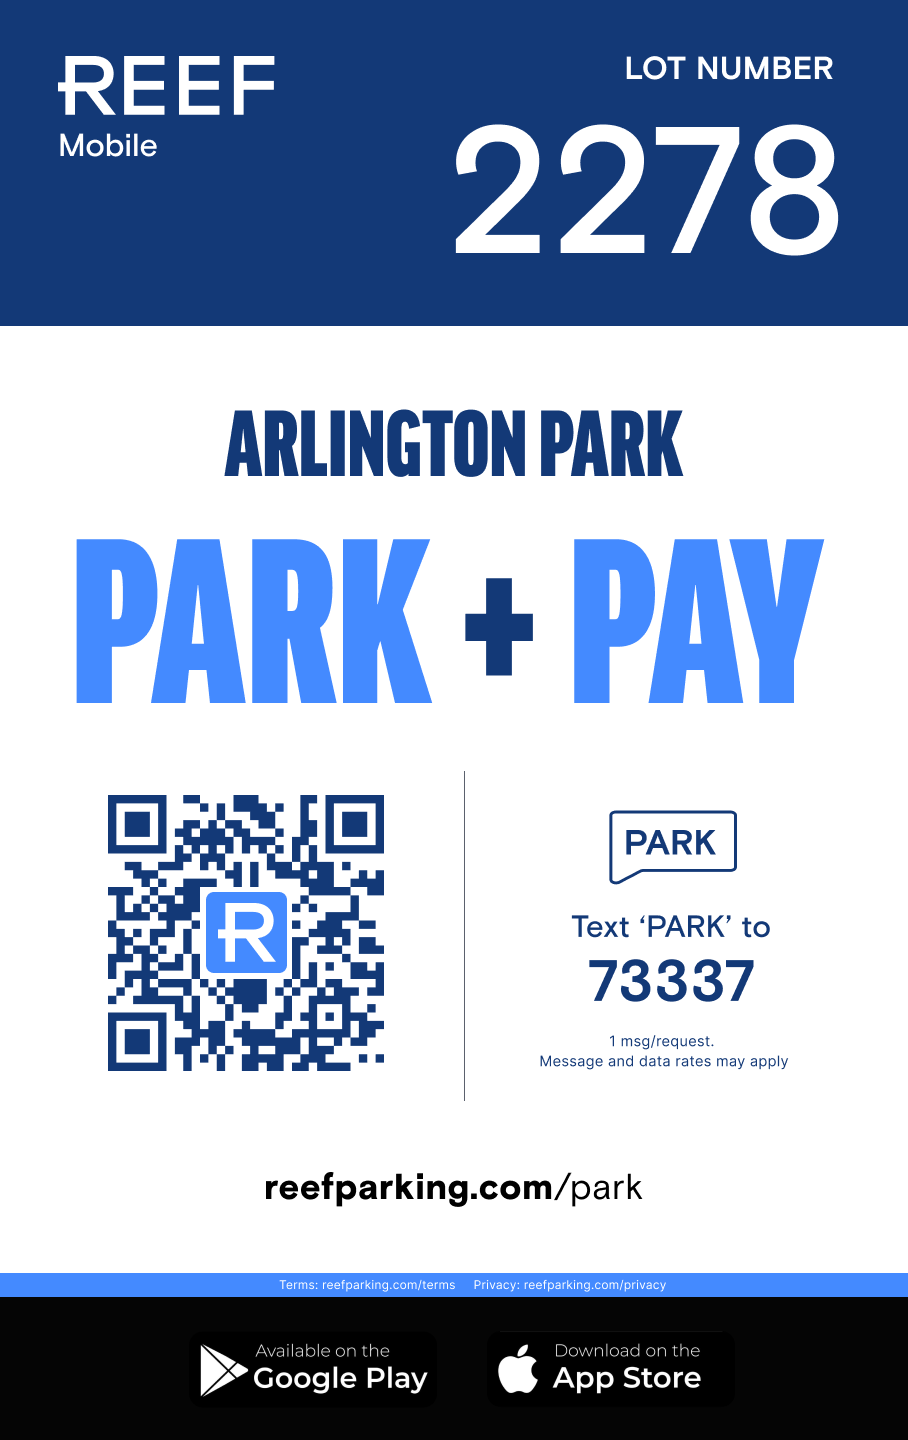 REEF
Mobile
LOT NUMBER
2278
ARLINGTON PARK
PARK + PAY
PARK
Text ‘PARK’ to
73337
1 msg/request.
Message and data rates may apply
reefparking.com/park
Terms: reefparking.com/terms Privacy: reefparking.com/privacy
Available on the
Google Play
Download on the
App Store